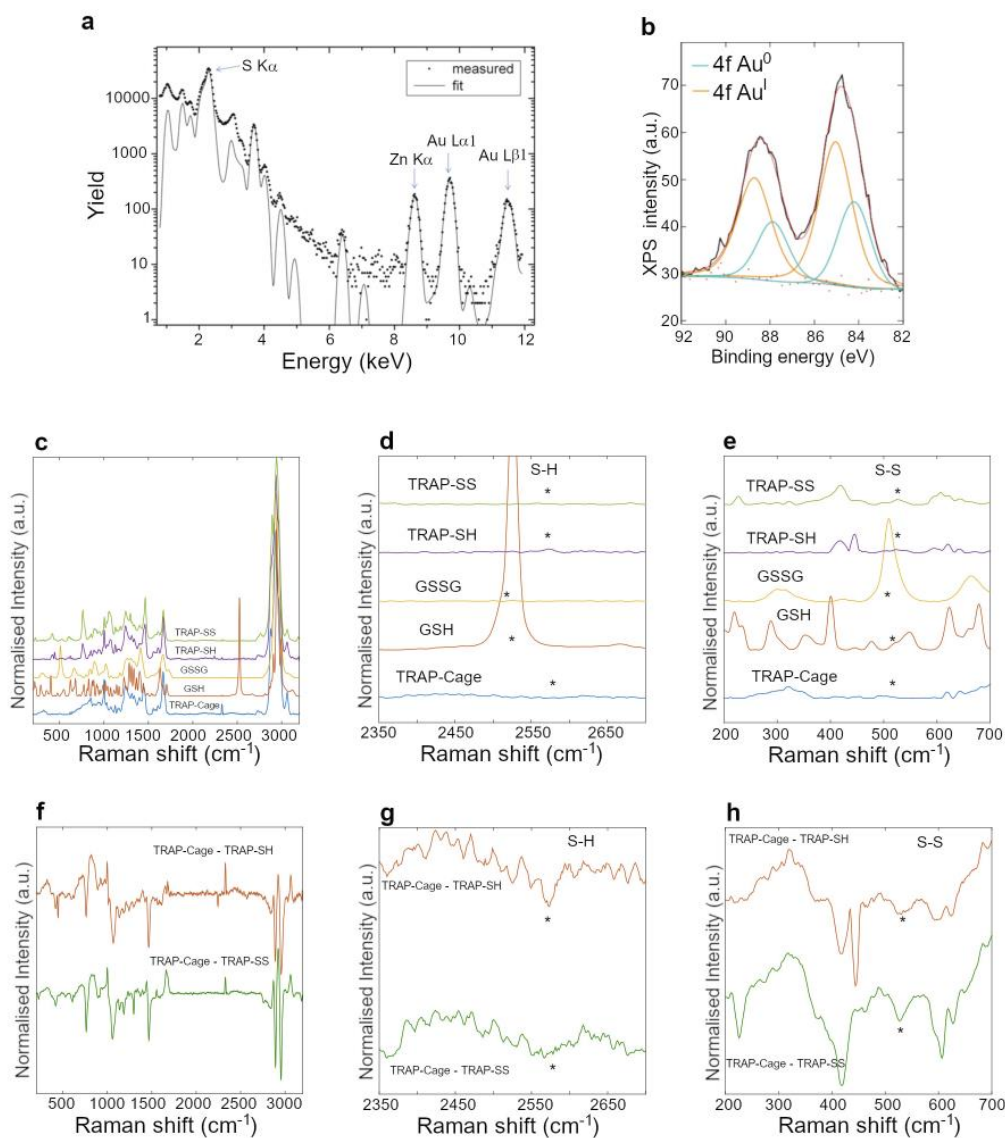 a
S Kα
measured
fit
Au Lα1
Zn Kα
Au Lβ1
10000
1000
100
10
1
Yield
2 4 6 8 10 12
Energy (keV)
b
4f Au⁰
4f Auᴵ
70
60
50
40
30
20
XPS intensity (a.u.)
92 90 88 86 84 82
Binding energy (eV)
c
Normalised Intensity (a.u.)
TRAP-SS
TRAP-SH
GSSG
GSH
TRAP-Cage
500 1000 1500 2000 2500 3000
Raman shift (cm⁻¹)
d
Normalised Intensity (a.u.)
S-H
TRAP-SS *
TRAP-SH *
GSSG
*
GSH
*
TRAP-Cage
*
2350 2450 2550 2650
Raman shift (cm⁻¹)
e
Normalised Intensity (a.u.)
S-S
TRAP-SS
*
TRAP-SH *
GSSG
*
GSH
*
TRAP-Cage
*
200 300 400 500 600 700
Raman shift (cm⁻¹)
f
Normalised Intensity (a.u.)
TRAP-Cage - TRAP-SH
TRAP-Cage - TRAP-SS
500 1000 1500 2000 2500 3000
Raman shift (cm⁻¹)
g
Normalised Intensity (a.u.)
S-H
TRAP-Cage - TRAP-SH
*
TRAP-Cage - TRAP-SS
*
2350 2450 2550 2650
Raman shift (cm⁻¹)
h
Normalised Intensity (a.u.)
TRAP-Cage - TRAP-SH
S-S
*
*
TRAP-Cage - TRAP-SS
200 300 400 500 600 700
Raman shift (cm⁻¹)